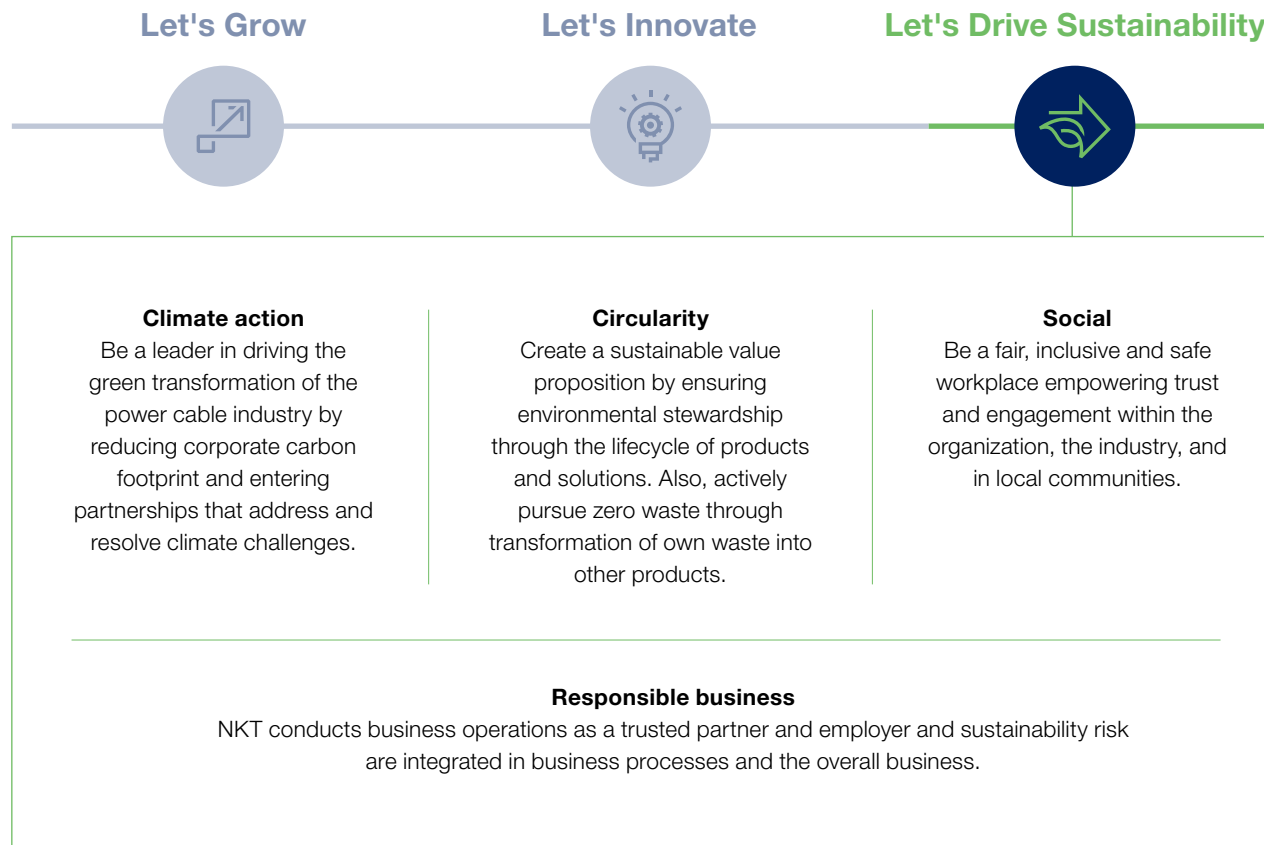 Let's Grow
Let's Innovate
Let's Drive Sustainability
Climate action
Be a leader in driving the
green transformation of the
power cable industry by
reducing corporate carbon
footprint and entering
partnerships that address and
resolve climate challenges.
Circularity
Create a sustainable value
proposition by ensuring
environmental stewardship
through the lifecycle of products
and solutions. Also, actively
pursue zero waste through
transformation of own waste into
other products.
Social
Be a fair, inclusive and safe
workplace empowering trust
and engagement within the
organization, the industry, and
in local communities.
Responsible business
NKT conducts business operations as a trusted partner and employer and sustainability risk
are integrated in business processes and the overall business.